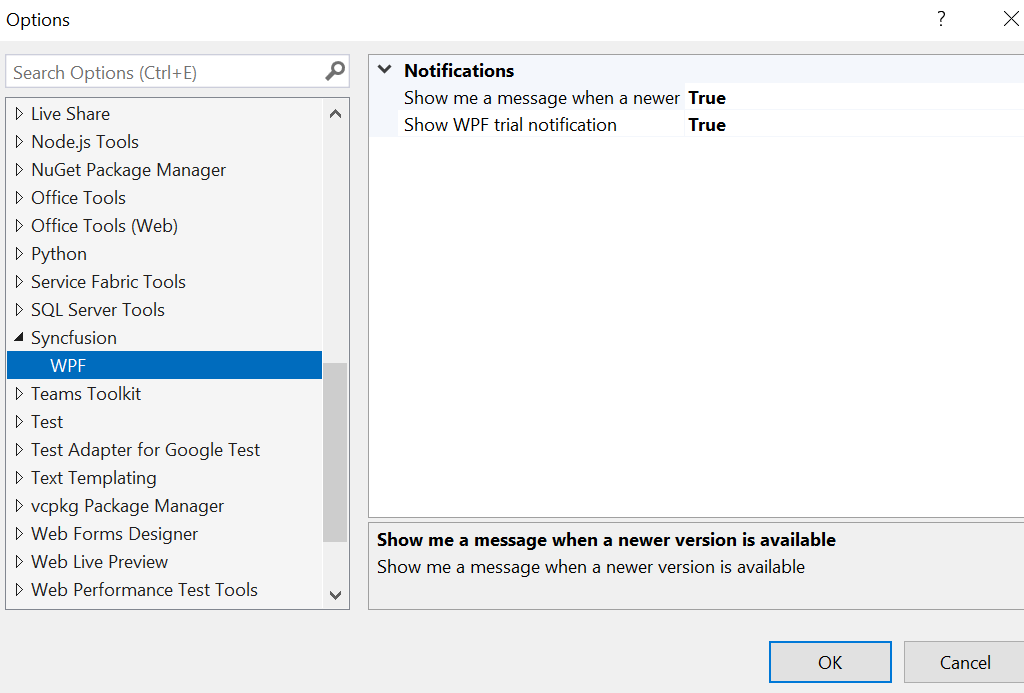 Options
?
Search Options (Ctrl+E)
Live Share
Node.js Tools
NuGet Package Manager
Office Tools
Office Tools (Web)
Python
Service Fabric Tools
SQL Server Tools
Syncfusion
WPF
Teams Toolkit
Test
Test Adapter for Google Test
Text Templating
vcpkg Package Manager
Web Forms Designer
Web Live Preview
Web Performance Test Tools
Notifications
Show me a message when a newer True
Show WPF trial notification True
Show me a message when a newer version is available
Show me a message when a newer version is available
OK
Cancel